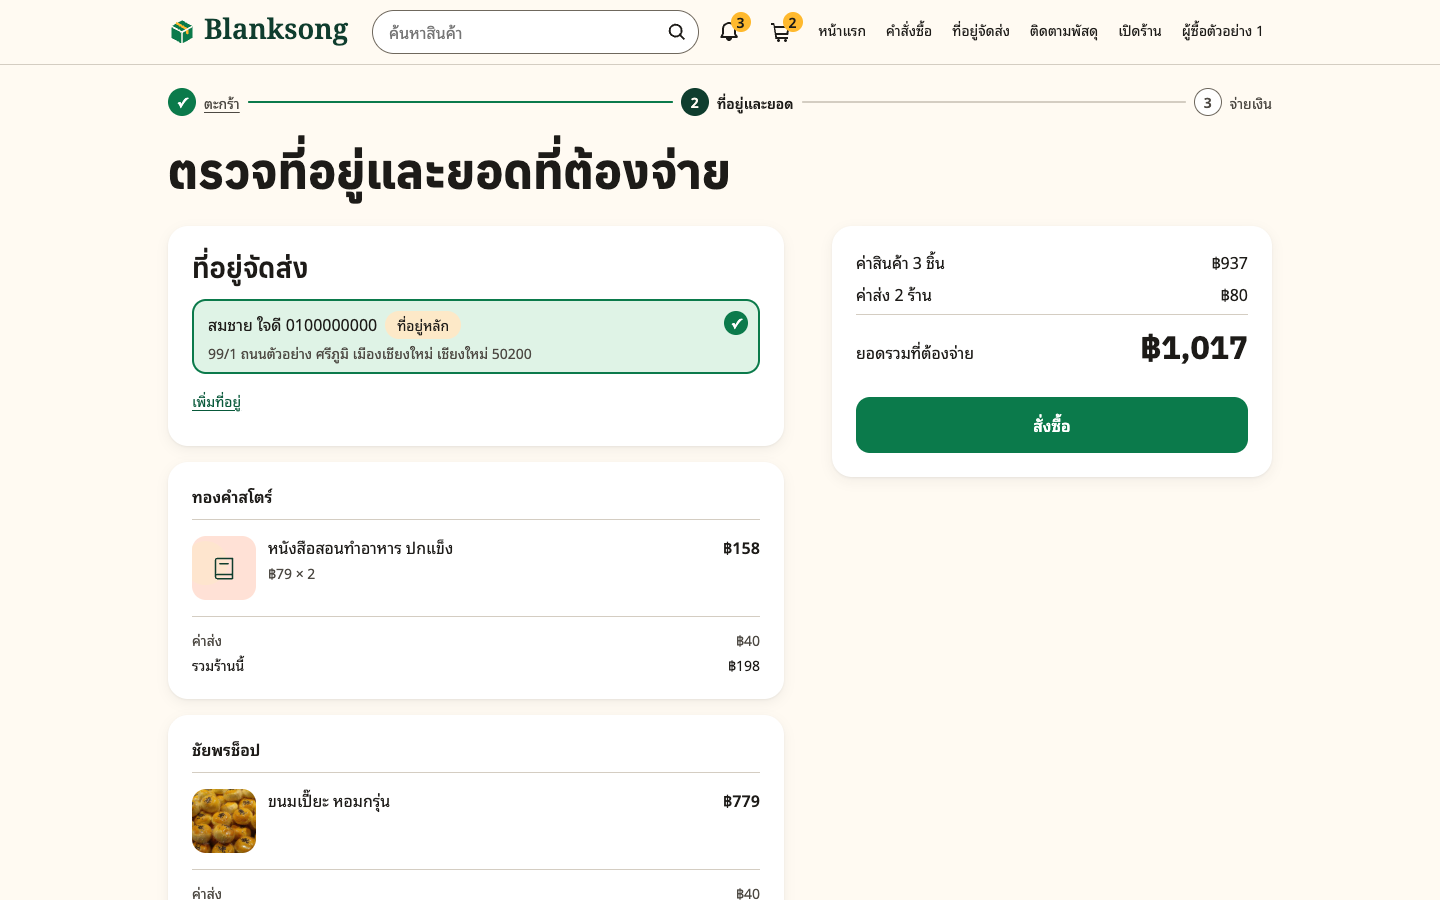 Blanksong
ค้นหาสินค้า
3
2
หน้าแรก
คำสั่งซื้อ
ที่อยู่จัดส่ง
ติดตามพัสดุ
เปิดร้าน
ผู้ซื้อตัวอย่าง 1
ตะกร้า
2 ที่อยู่และยอด
3 จ่ายเงิน
ตรวจที่อยู่และยอดที่ต้องจ่าย
ที่อยู่จัดส่ง
สมชาย ใจดี 0100000000 ที่อยู่หลัก
99/1 ถนนตัวอย่าง ศรีภูมิ เมืองเชียงใหม่ เชียงใหม่ 50200
เพิ่มที่อยู่
ค่าสินค้า 3 ชิ้น ฿937
ค่าส่ง 2 ร้าน ฿80
ยอดรวมที่ต้องจ่าย ฿1,017
สั่งซื้อ
ทองคำสโตร์
หนังสือสอนทำอาหาร ปกแข็ง ฿158
฿79 × 2
ค่าส่ง ฿40
รวมร้านนี้ ฿198
ชัยพรช็อป
ขนมเปี๊ยะ หอมกรุ่น ฿779
ค่าส่ง ฿40